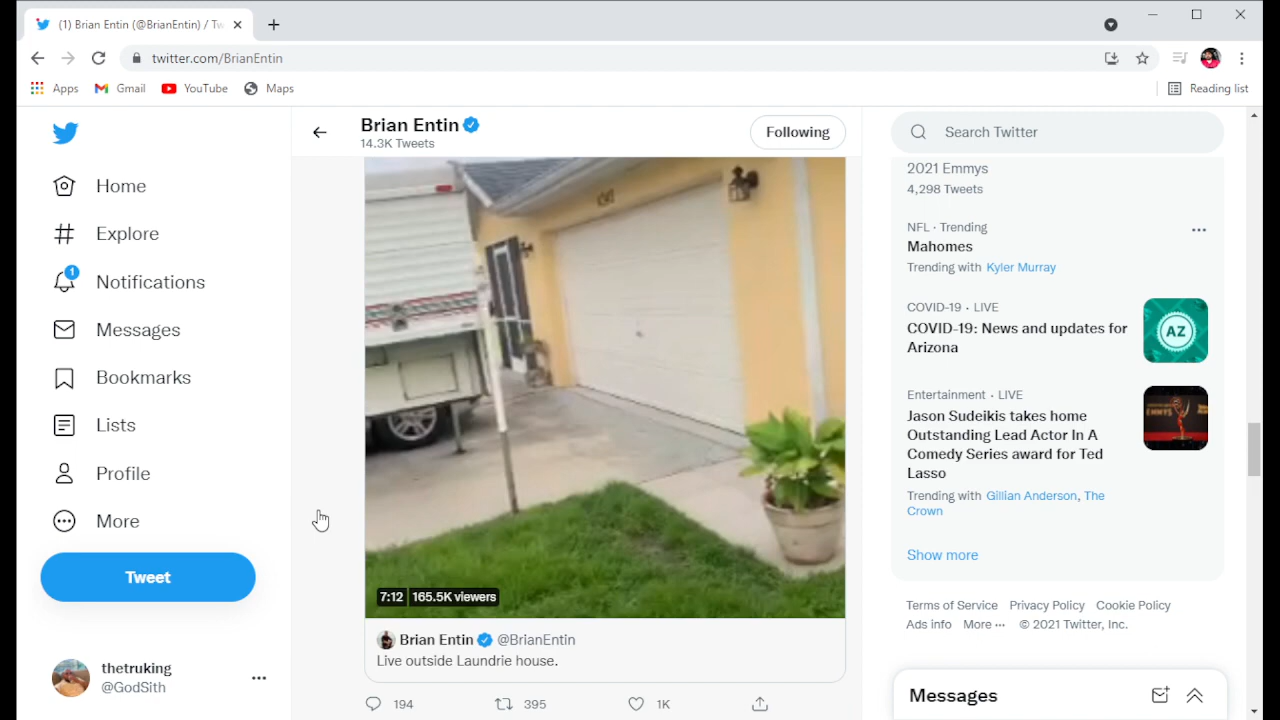 (1) Brian Entin (@BrianEntin) / Tw
twitter.com/BrianEntin
Apps
Gmail
YouTube
Maps
Reading list
Brian Entin
14.3K Tweets
Following
Search Twitter
Home
Explore
1
Notifications
Messages
Bookmarks
Lists
Profile
More
Tweet
thetruking
@GodSith
7:12
165.5K viewers
Brian Entin @BrianEntin
Live outside Laundrie house.
194
395
1K
2021 Emmys
4,298 Tweets
NFL · Trending
Mahomes
Trending with Kyler Murray
COVID-19 · LIVE
COVID-19: News and updates for
Arizona
AZ
Entertainment · LIVE
Jason Sudeikis takes home
Outstanding Lead Actor In A
Comedy Series award for Ted
Lasso
Trending with Gillian Anderson, The
Crown
Show more
Terms of Service Privacy Policy Cookie Policy
Ads info More ··· © 2021 Twitter, Inc.
Messages